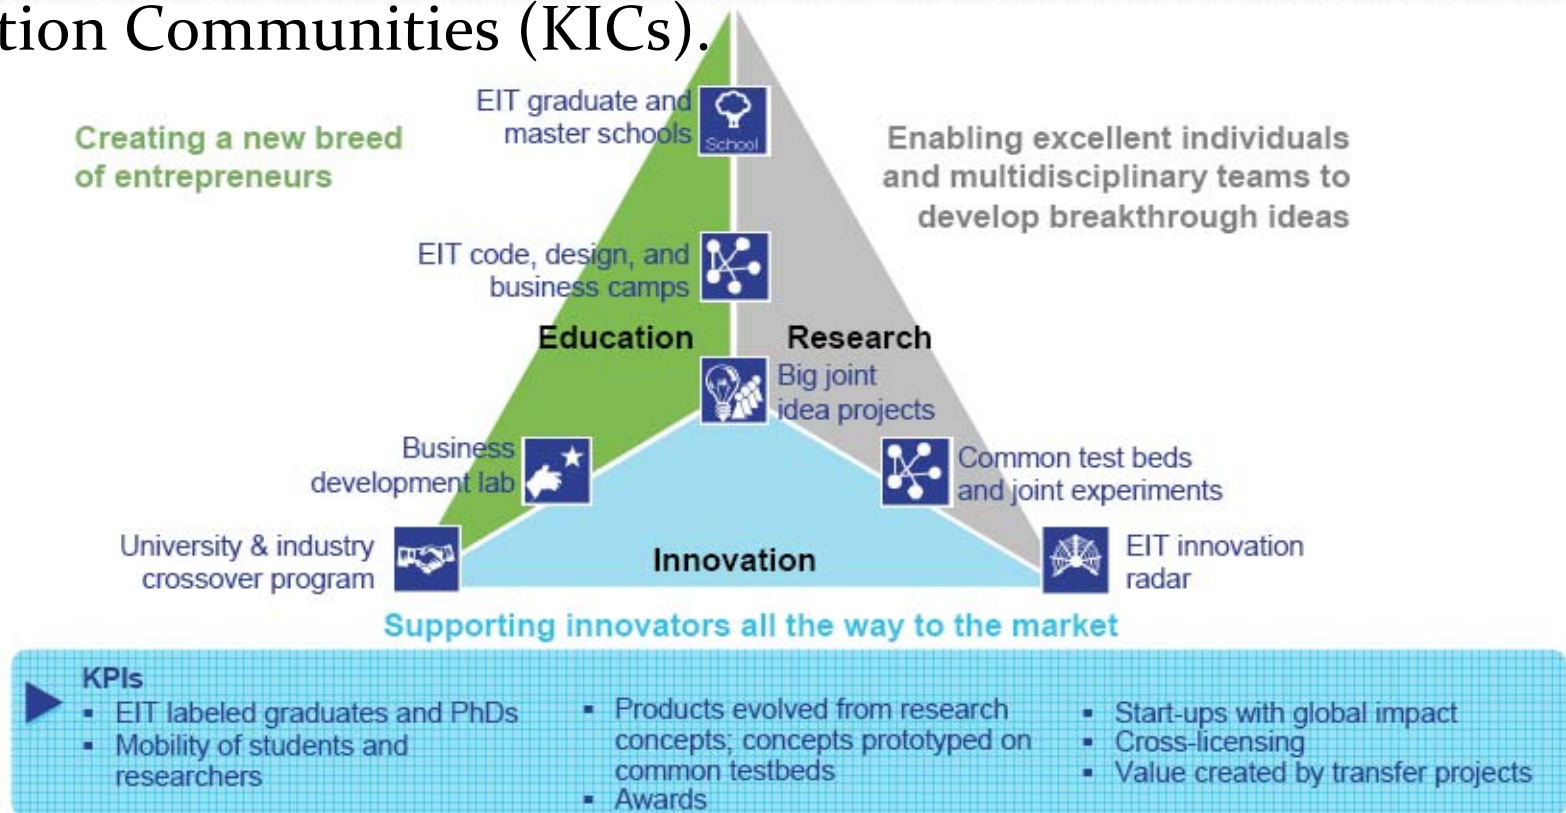 tion Communities (KICs).
EIT graduate and
master schools
School
Creating a new breed
of entrepreneurs
Enabling excellent individuals
and multidisciplinary teams to
develop breakthrough ideas
EIT code, design, and
business camps
Education
Research
Big joint
idea projects
Business
development lab
Common test beds
and joint experiments
University & industry
crossover program
Innovation
EIT innovation
radar
Supporting innovators all the way to the market
KPIs
▪ EIT labeled graduates and PhDs
▪ Mobility of students and
researchers
▪ Products evolved from research
concepts; concepts prototyped on
common testbeds
▪ Awards
▪ Start-ups with global impact
▪ Cross-licensing
▪ Value created by transfer projects